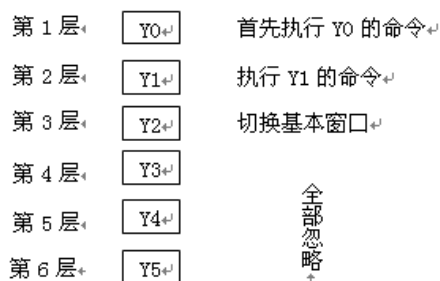 第 1 层 Y0 首先执行 Y0 的命令
第 2 层 Y1 执行 Y1 的命令
第 3 层 Y2 切换基本窗口
第 4 层 Y3
第 5 层 Y4
第 6 层 Y5
全部忽略